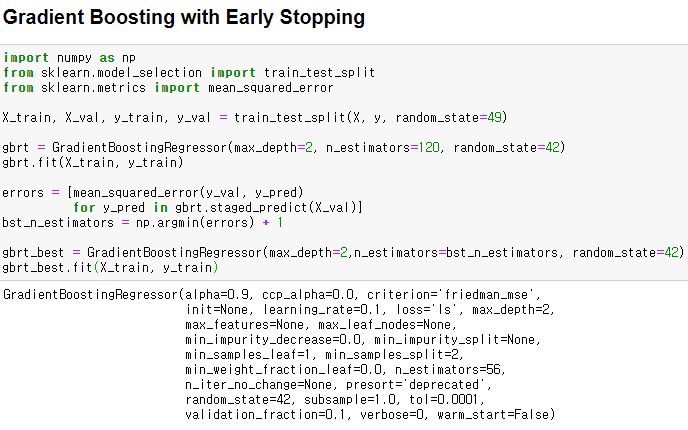 Gradient Boosting with Early Stopping
import numpy as np
from sklearn.model_selection import train_test_split
from sklearn.metrics import mean_squared_error
X_train, X_val, y_train, y_val = train_test_split(X, y, random_state=49)
gbrt = GradientBoostingRegressor(max_depth=2, n_estimators=120, random_state=42)
gbrt.fit(X_train, y_train)
errors = [mean_squared_error(y_val, y_pred)
for y_pred in gbrt.staged_predict(X_val)]
bst_n_estimators = np.argmin(errors) + 1
gbrt_best = GradientBoostingRegressor(max_depth=2,n_estimators=bst_n_estimators, random_state=42)
gbrt_best.fit(X_train, y_train)
GradientBoostingRegressor(alpha=0.9, ccp_alpha=0.0, criterion='friedman_mse',
init=None, learning_rate=0.1, loss='ls', max_depth=2,
max_features=None, max_leaf_nodes=None,
min_impurity_decrease=0.0, min_impurity_split=None,
min_samples_leaf=1, min_samples_split=2,
min_weight_fraction_leaf=0.0, n_estimators=56,
n_iter_no_change=None, presort='deprecated',
random_state=42, subsample=1.0, tol=0.0001,
validation_fraction=0.1, verbose=0, warm_start=False)